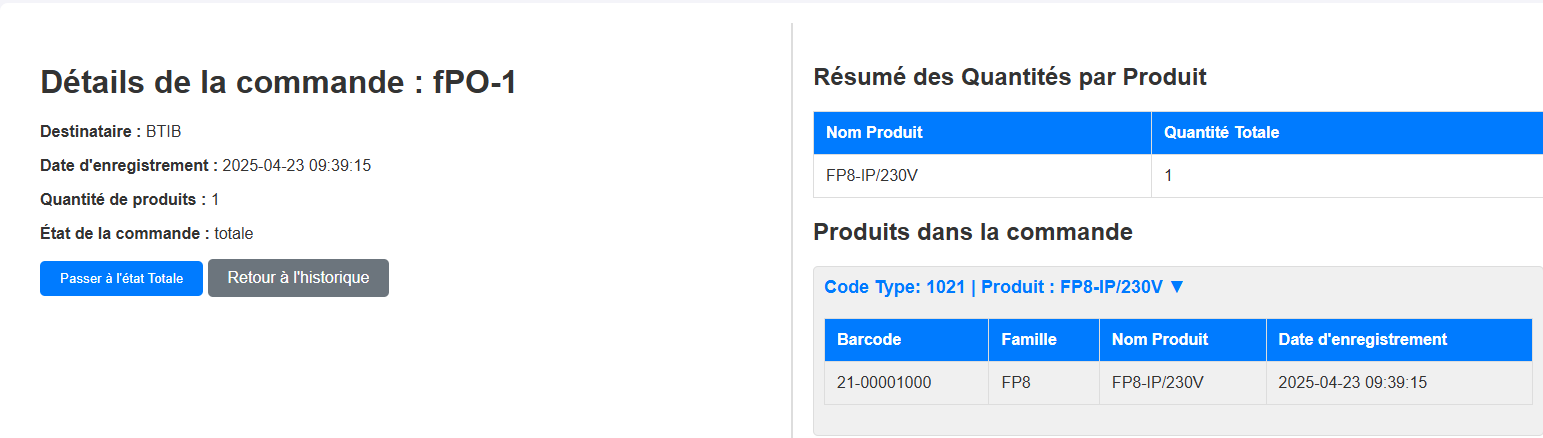 Détails de la commande : fPO-1
Destinataire : BTIB
Date d'enregistrement : 2025-04-23 09:39:15
Quantité de produits : 1
État de la commande : totale
Passer à l'état Totale Retour à l'historique
Résumé des Quantités par Produit
Nom Produit Quantité Totale
FP8-IP/230V 1
Produits dans la commande
Code Type: 1021 | Produit : FP8-IP/230V ▼
Barcode Famille Nom Produit Date d'enregistrement
21-00001000 FP8 FP8-IP/230V 2025-04-23 09:39:15